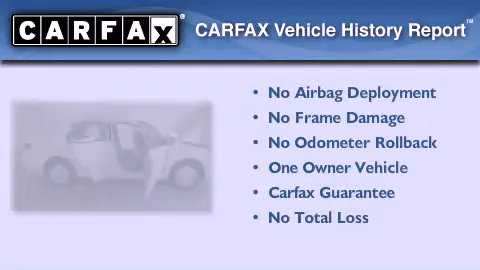 CARFAX® CARFAX Vehicle History Report™
• No Airbag Deployment
• No Frame Damage
• No Odometer Rollback
• One Owner Vehicle
• Carfax Guarantee
• No Total Loss